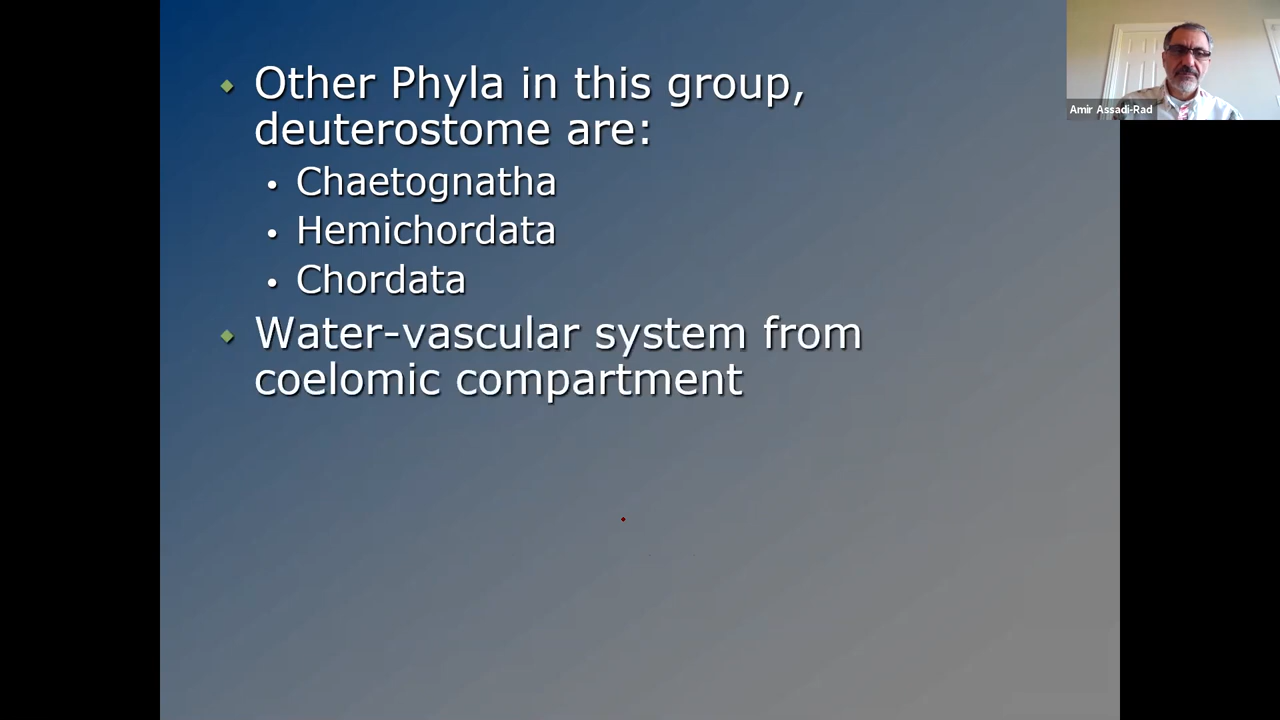 Other Phyla in this group,
deuterostome are:
Chaetognatha
Hemichordata
Chordata
Water-vascular system from
coelomic compartment
Amir Assadi-Rad